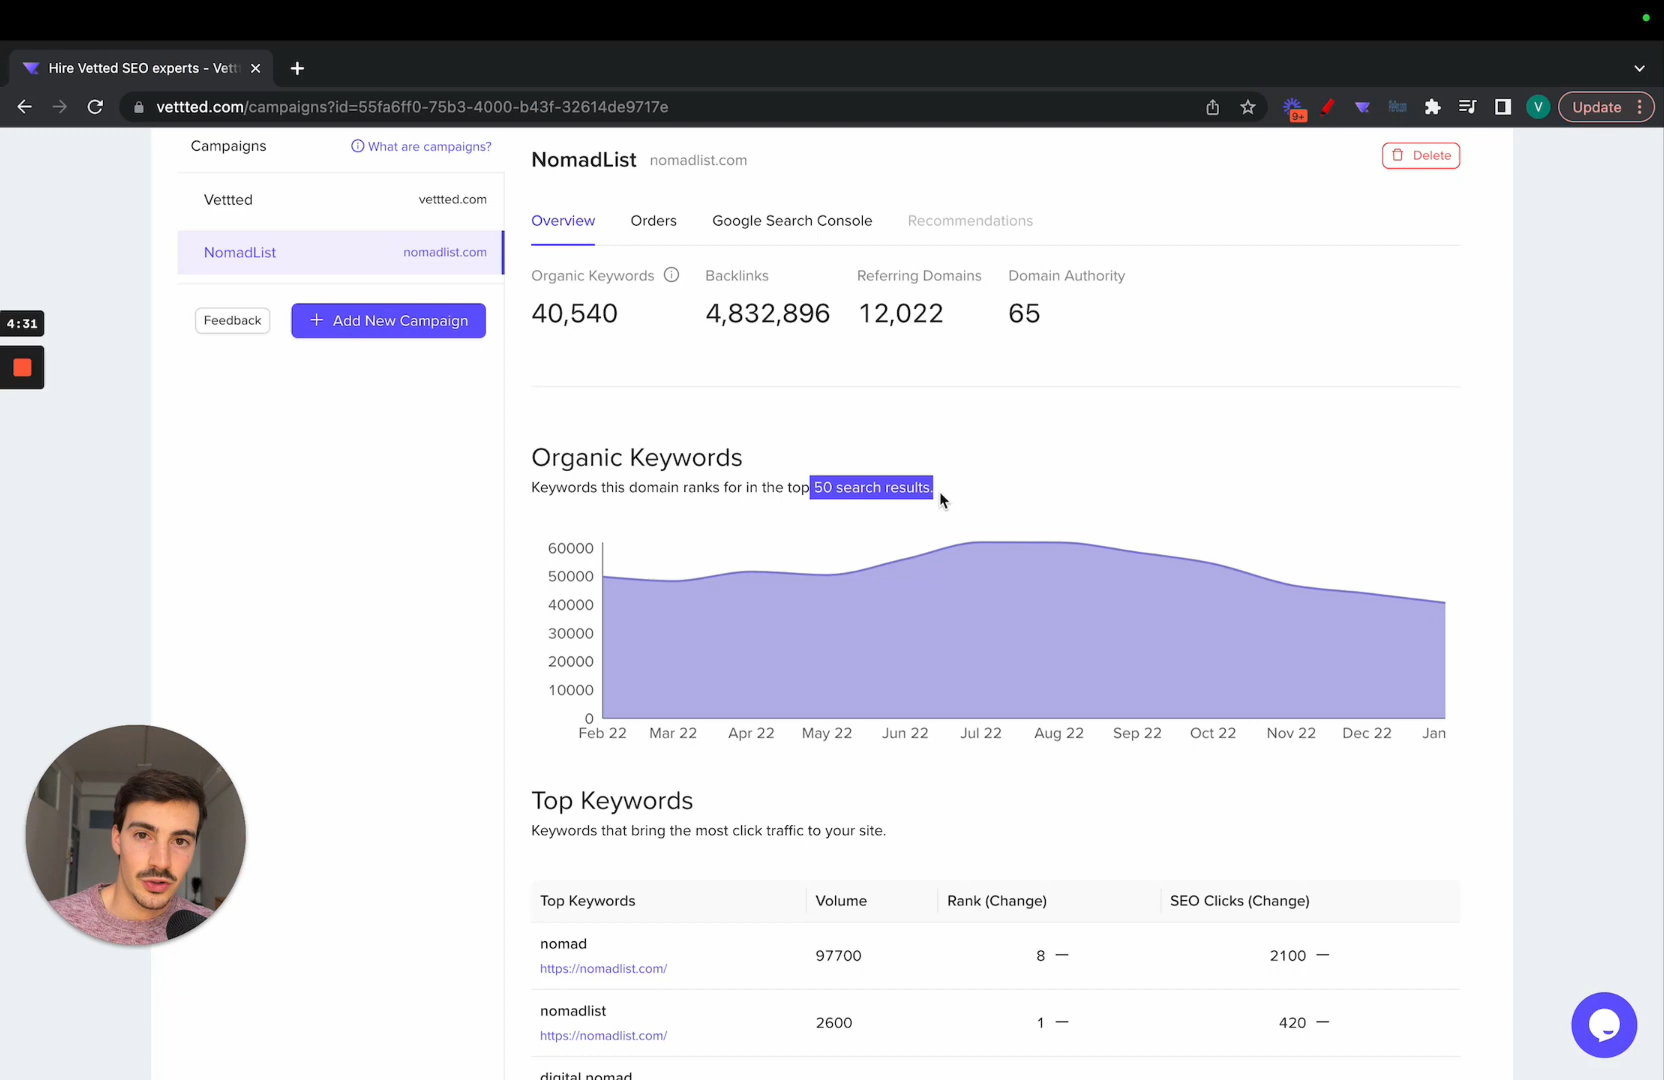 Hire Vetted SEO experts - Vett
vettted.com/campaigns?id=55fa6ff0-75b3-4000-b43f-32614de9717e
9+
V
Update
Campaigns
What are campaigns?
Vettted
vettted.com
NomadList
nomadlist.com
Feedback
+ Add New Campaign
4:31
NomadList nomadlist.com
Delete
Overview
Orders
Google Search Console
Recommendations
Organic Keywords
Backlinks
Referring Domains
Domain Authority
40,540
4,832,896
12,022
65
Organic Keywords
Keywords this domain ranks for in the top 50 search results.
60000
50000
40000
30000
20000
10000
0
Feb 22 Mar 22 Apr 22 May 22 Jun 22 Jul 22 Aug 22 Sep 22 Oct 22 Nov 22 Dec 22 Jan
Top Keywords
Keywords that bring the most click traffic to your site.
Top Keywords Volume Rank (Change) SEO Clicks (Change)
nomad
https://nomadlist.com/
97700 8 — 2100 —
nomadlist
https://nomadlist.com/
2600 1 — 420 —
digital nomad